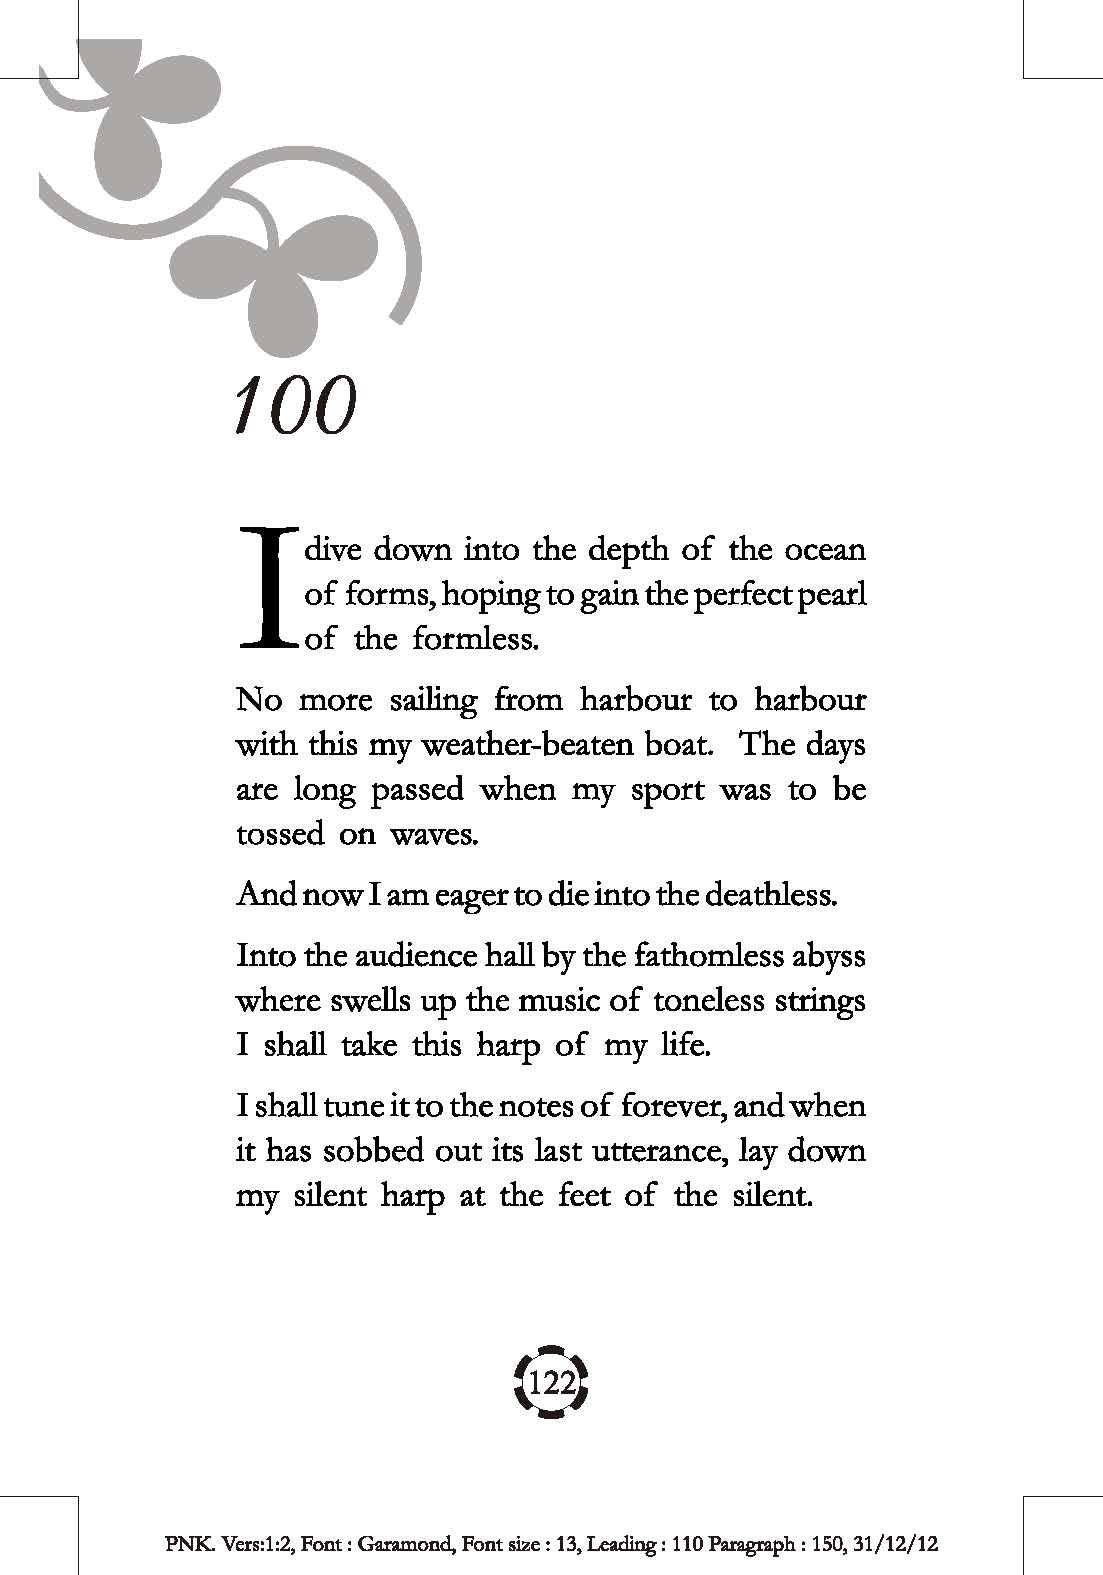 100
I dive down into the depth of the ocean
of forms, hoping to gain the perfect pearl
of the formless.
No more sailing from harbour to harbour
with this my weather-beaten boat. The days
are long passed when my sport was to be
tossed on waves.
And now I am eager to die into the deathless.
Into the audience hall by the fathomless abyss
where swells up the music of toneless strings
I shall take this harp of my life.
I shall tune it to the notes of forever, and when
it has sobbed out its last utterance, lay down
my silent harp at the feet of the silent.
122
PNK. Vers:1:2, Font : Garamond, Font size : 13, Leading : 110 Paragraph : 150, 31/12/12